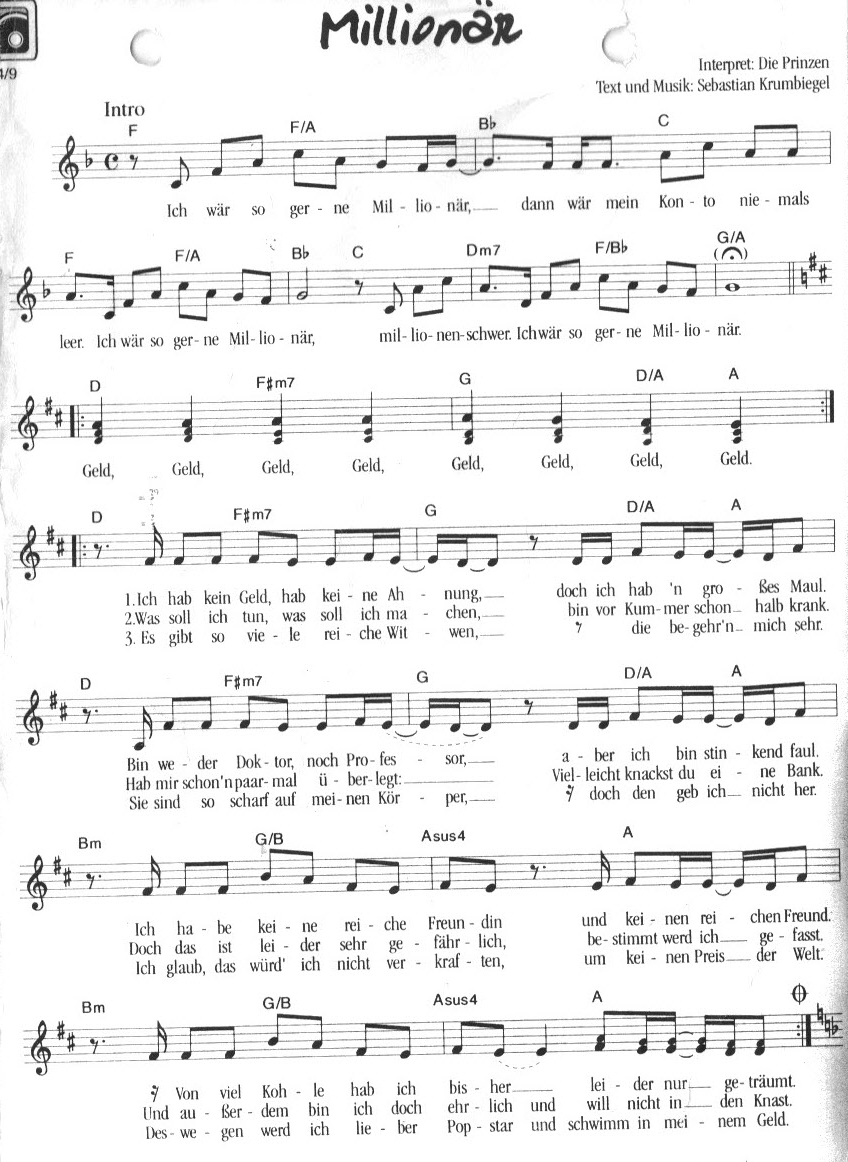 Millionär
4/9
Interpret: Die Prinzen
Text und Musik: Sebastian Krumbiegel
Intro
F F/A B♭ C
Ich wär so ger - ne Mil - lio - när, dann wär mein Kon - to nie - mals
F F/A B♭ C Dm7 F/B♭ G/A
leer. Ich wär so ger - ne Mil - lio - när, mil - lio - nen-schwer. Ich wär so ger - ne Mil - lio - när.
D F♯m7 G D/A A
Geld, Geld, Geld, Geld, Geld, Geld, Geld, Geld.
D F♯m7 G D/A A
1.Ich hab kein Geld, hab kei - ne Ah - nung, doch ich hab 'n gro - ßes Maul.
2.Was soll ich tun, was soll ich ma - chen, bin vor Kum - mer schon halb krank.
3. Es gibt so vie - le rei - che Wit - wen, die be - gehr'n mich sehr.
D F♯m7 G D/A A
Bin we - der Dok - tor, noch Pro - fes - sor, a - ber ich bin stin - kend faul.
Hab mir schon'n paar - mal ü - ber - legt: Viel - leicht knackst du ei - ne Bank.
Sie sind so scharf auf mei - nen Kör - per, doch den geb ich nicht her.
Bm G/B Asus4 A
Ich ha - be kei - ne rei - che Freun - din und kei - nen rei - chen Freund.
Doch das ist lei - der sehr ge - fähr - lich, be - stimmt werd ich ge - fasst.
Ich glaub, das würd' ich nicht ver - kraf - ten, um kei - nen Preis der Welt.
Bm G/B Asus4 A
Von viel Koh - le hab ich bis - her lei - der nur ge - träumt.
Und au - ßer - dem bin ich doch ehr - lich und will nicht in den Knast.
Des - we - gen werd ich lie - ber Pop - star und schwimm in mei - nem Geld.